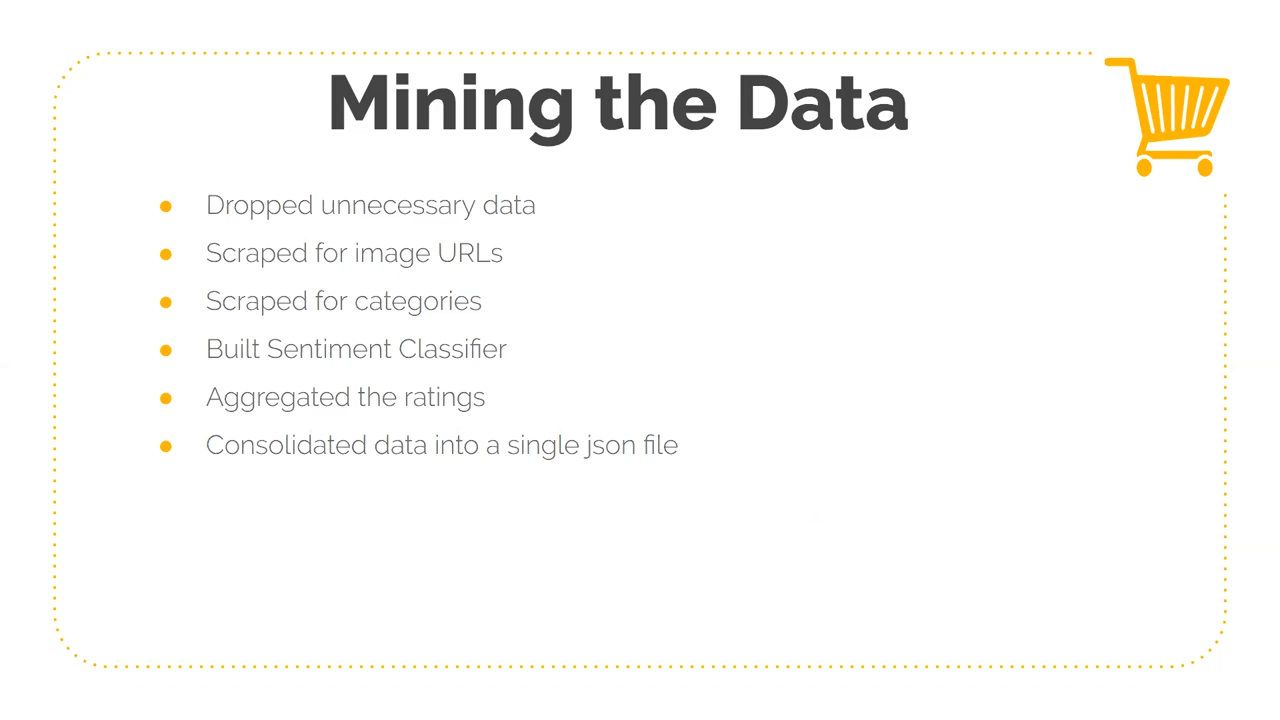 Mining the Data
Dropped unnecessary data
Scraped for image URLs
Scraped for categories
Built Sentiment Classifier
Aggregated the ratings
Consolidated data into a single json file